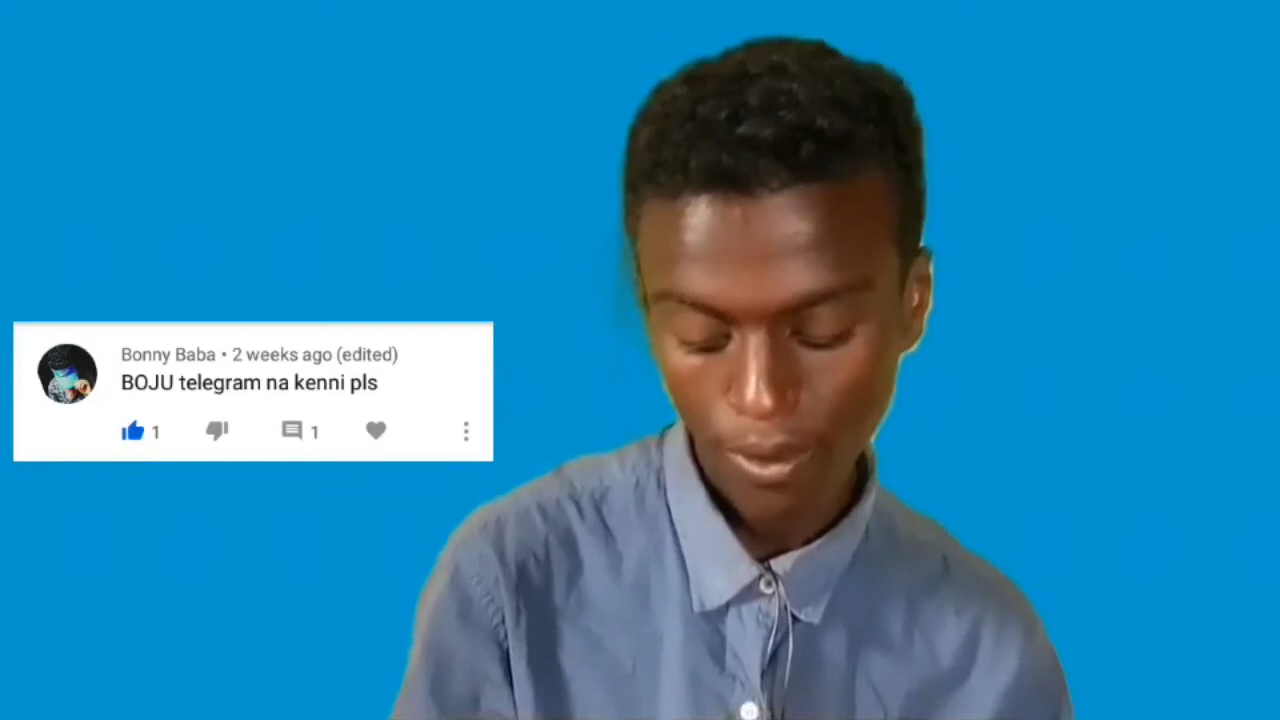 Bonny Baba • 2 weeks ago (edited)
BOJU telegram na kenni pls
1 1